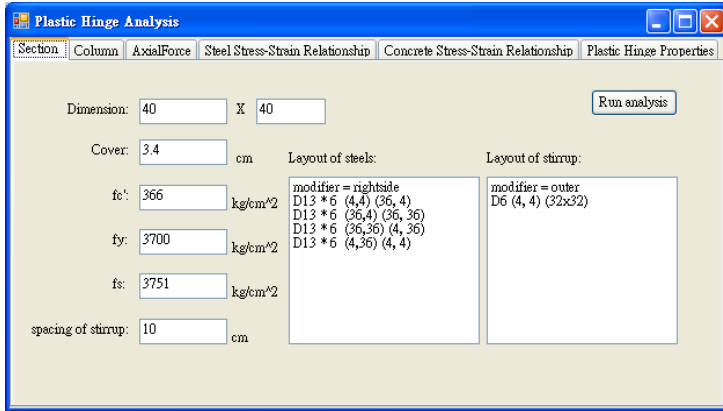 Plastic Hinge Analysis
Section Column AxialForce Steel Stress-Strain Relationship Concrete Stress-Strain Relationship Plastic Hinge Properties
Dimension: 40 X 40 Run analysis
Cover: 3.4 cm Layout of steels: Layout of stirrup:
fc': 366 kg/cm^2
fy: 3700 kg/cm^2
fs: 3751 kg/cm^2
spacing of stirrup: 10 cm
modifier = rightside
D13 * 6 (4,4) (36, 4)
D13 * 6 (36,4) (36, 36)
D13 * 6 (36,36) (4, 36)
D13 * 6 (4,36) (4, 4)
modifier = outer
D6 (4, 4) (32x32)